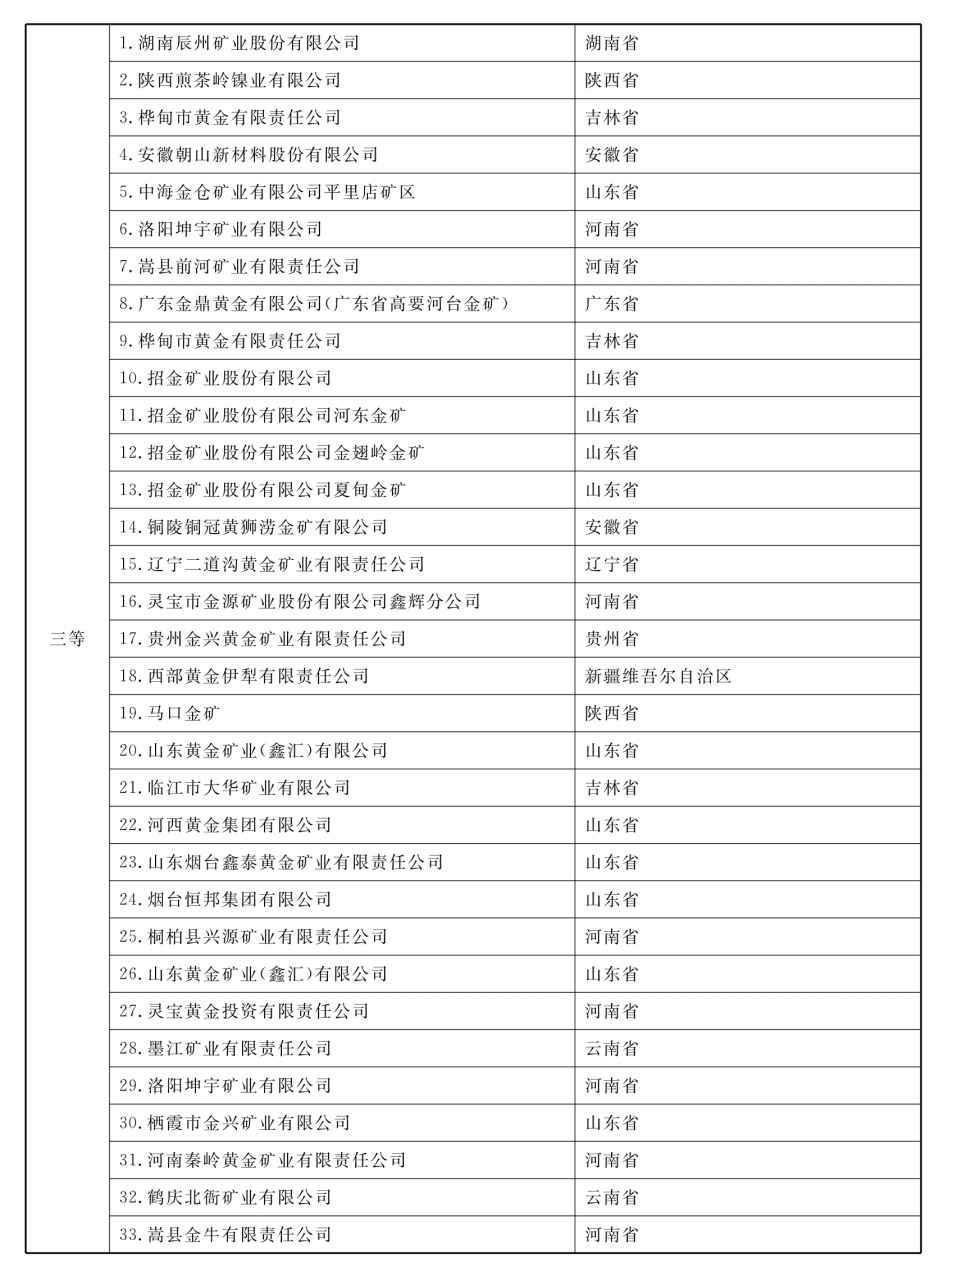 1.湖南辰州矿业股份有限公司 湖南省
2.陕西煎茶岭镍业有限公司 陕西省
3.桦甸市黄金有限责任公司 吉林省
4.安徽朝山新材料股份有限公司 安徽省
5.中海金仓矿业有限公司平里店矿区 山东省
6.洛阳坤宇矿业有限公司 河南省
7.嵩县前河矿业有限责任公司 河南省
8.广东金鼎黄金有限公司(广东省高要河台金矿) 广东省
9.桦甸市黄金有限责任公司 吉林省
10.招金矿业股份有限公司 山东省
11.招金矿业股份有限公司河东金矿 山东省
12.招金矿业股份有限公司金翅岭金矿 山东省
13.招金矿业股份有限公司夏甸金矿 山东省
14.铜陵铜冠黄狮涝金矿有限公司 安徽省
15.辽宁二道沟黄金矿业有限责任公司 辽宁省
16.灵宝市金源矿业股份有限公司鑫辉分公司 河南省
三等 17.贵州金兴黄金矿业有限责任公司 贵州省
18.西部黄金伊犁有限责任公司 新疆维吾尔自治区
19.马口金矿 陕西省
20.山东黄金矿业(鑫汇)有限公司 山东省
21.临江市大华矿业有限公司 吉林省
22.河西黄金集团有限公司 山东省
23.山东烟台鑫泰黄金矿业有限责任公司 山东省
24.烟台恒邦集团有限公司 山东省
25.桐柏县兴源矿业有限责任公司 河南省
26.山东黄金矿业(鑫汇)有限公司 山东省
27.灵宝黄金投资有限责任公司 河南省
28.墨江矿业有限责任公司 云南省
29.洛阳坤宇矿业有限公司 河南省
30.栖霞市金兴矿业有限公司 山东省
31.河南秦岭黄金矿业有限责任公司 河南省
32.鹤庆北衙矿业有限公司 云南省
33.嵩县金牛有限责任公司 河南省